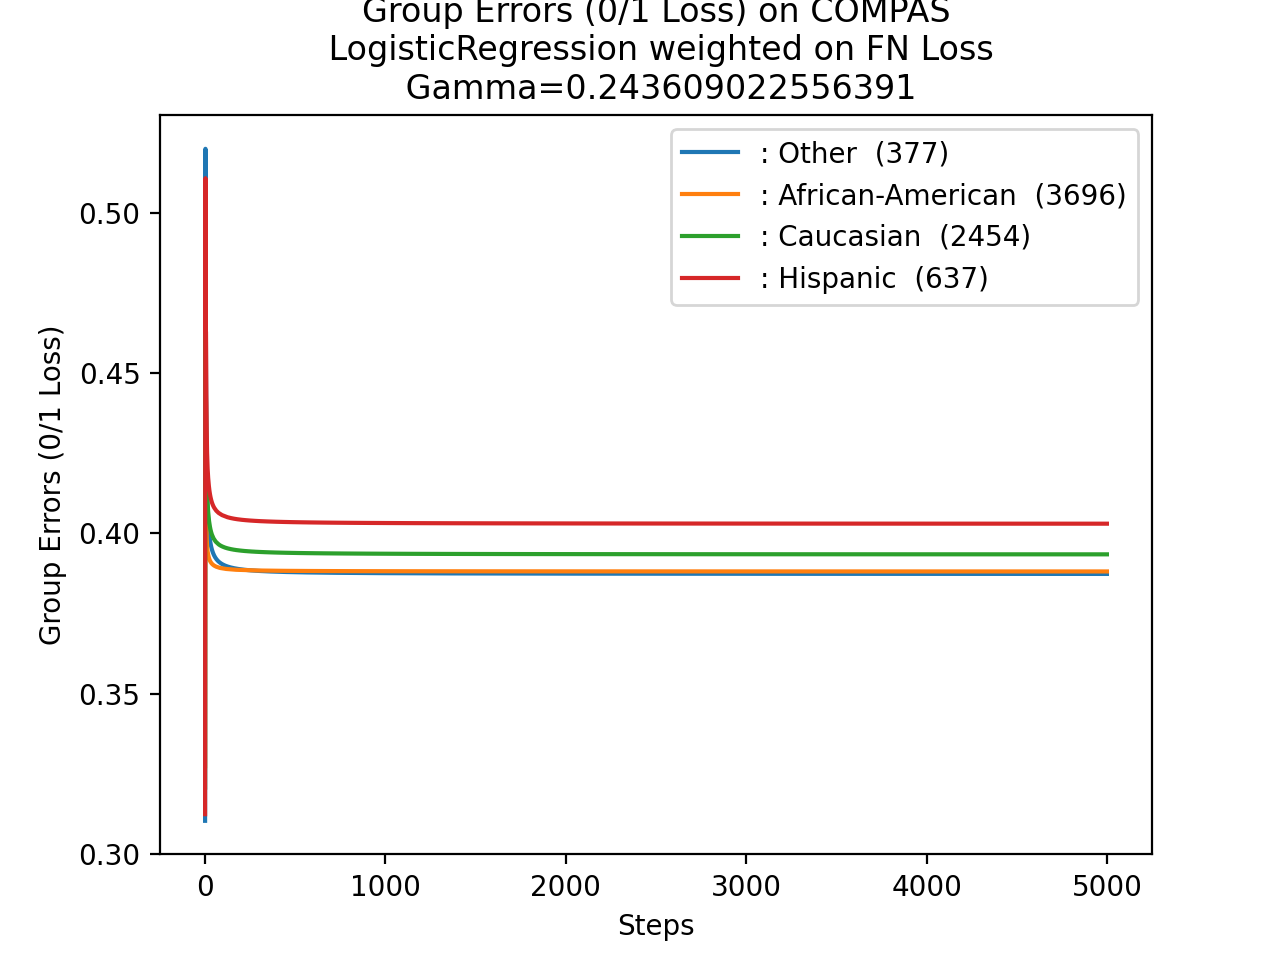 Group Errors (0/1 Loss) on COMPAS
LogisticRegression weighted on FN Loss
Gamma=0.243609022556391
: Other (377)
: African-American (3696)
: Caucasian (2454)
: Hispanic (637)
Group Errors (0/1 Loss)
0.50
0.45
0.40
0.35
0.30
0 1000 2000 3000 4000 5000
Steps